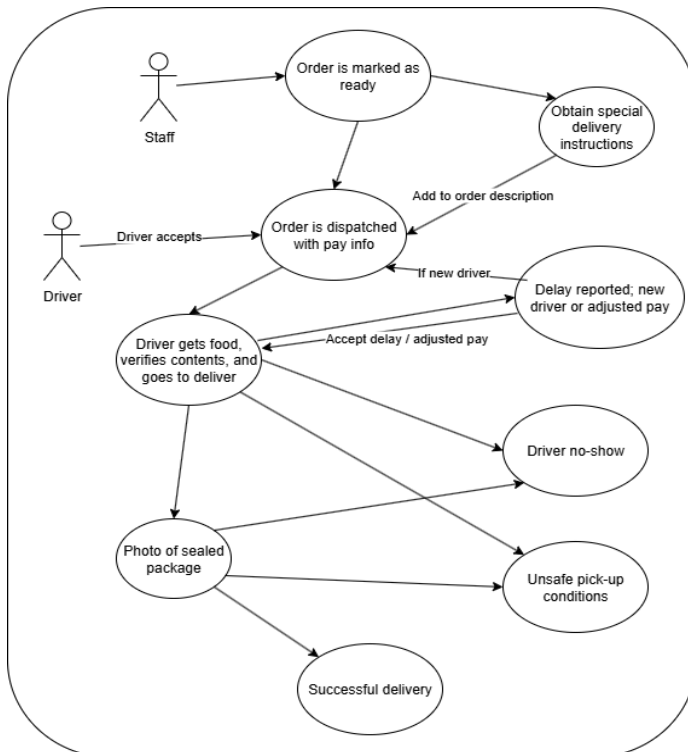 Order is marked as
ready
Staff
Obtain special
delivery
instructions
Add to order description
Driver accepts
Order is dispatched
with pay info
Driver
If new driver
Delay reported; new
driver or adjusted pay
Accept delay / adjusted pay
Driver gets food,
verifies contents, and
goes to deliver
Driver no-show
Photo of sealed
package
Unsafe pick-up
conditions
Successful delivery